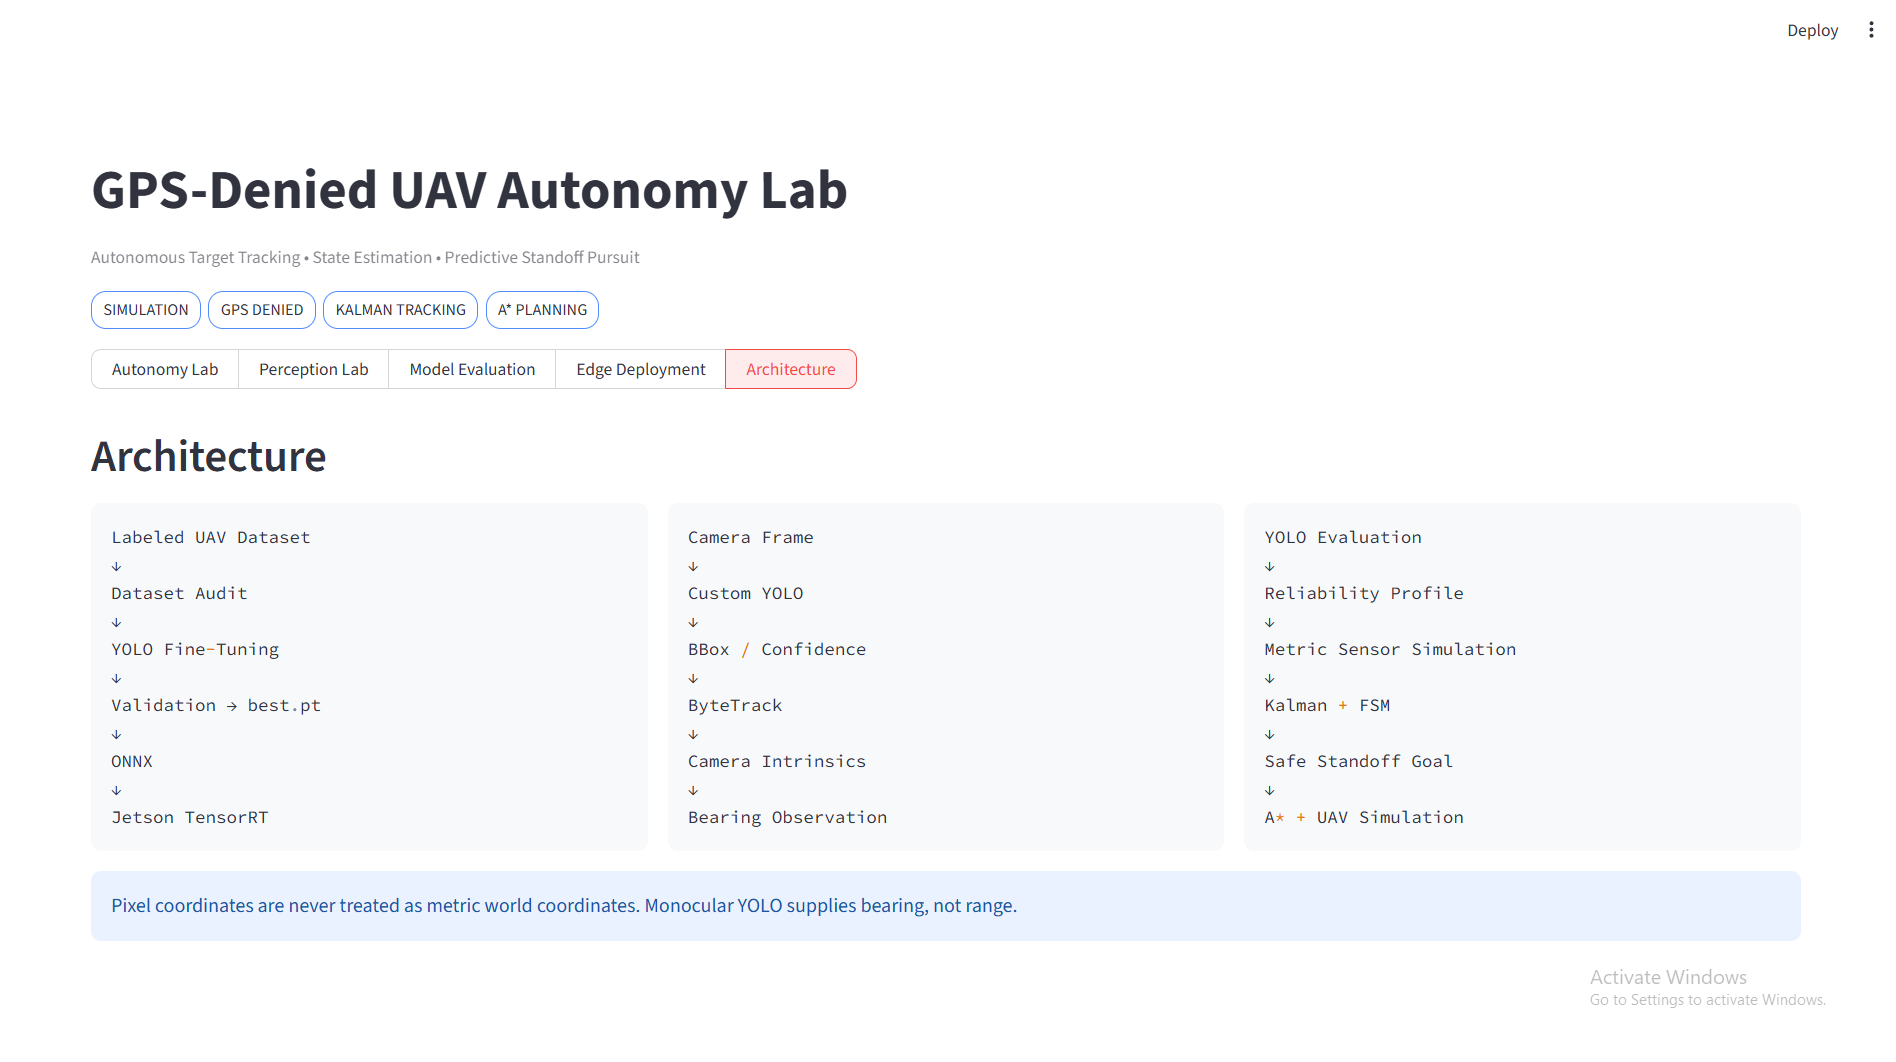 Deploy
GPS-Denied UAV Autonomy Lab
Autonomous Target Tracking • State Estimation • Predictive Standoff Pursuit
SIMULATION GPS DENIED KALMAN TRACKING A* PLANNING
Autonomy Lab Perception Lab Model Evaluation Edge Deployment Architecture
Architecture
Labeled UAV Dataset
↓
Dataset Audit
↓
YOLO Fine-Tuning
↓
Validation → best.pt
↓
ONNX
↓
Jetson TensorRT
Camera Frame
↓
Custom YOLO
↓
BBox / Confidence
↓
ByteTrack
↓
Camera Intrinsics
↓
Bearing Observation
YOLO Evaluation
↓
Reliability Profile
↓
Metric Sensor Simulation
↓
Kalman + FSM
↓
Safe Standoff Goal
↓
A* + UAV Simulation
Pixel coordinates are never treated as metric world coordinates. Monocular YOLO supplies bearing, not range.
Activate Windows
Go to Settings to activate Windows.